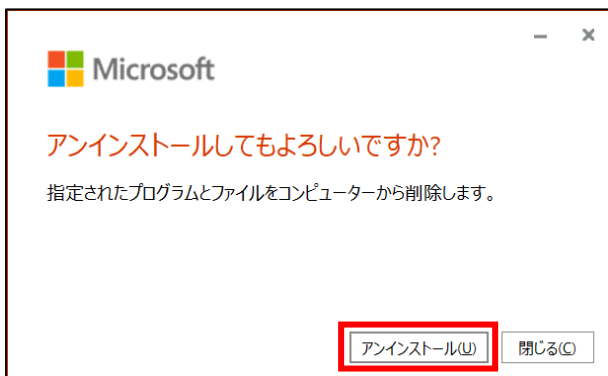 Microsoft
アンインストールしてもよろしいですか?
指定されたプログラムとファイルをコンピューターから削除します。
アンインストール(U) 閉じる(C)